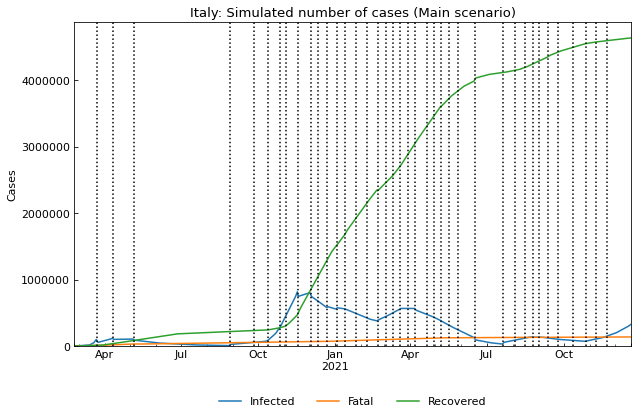 Italy: Simulated number of cases (Main scenario)
Cases
4000000
3000000
2000000
1000000
0
Apr Jul Oct Jan Apr Jul Oct
2021
Infected Fatal Recovered